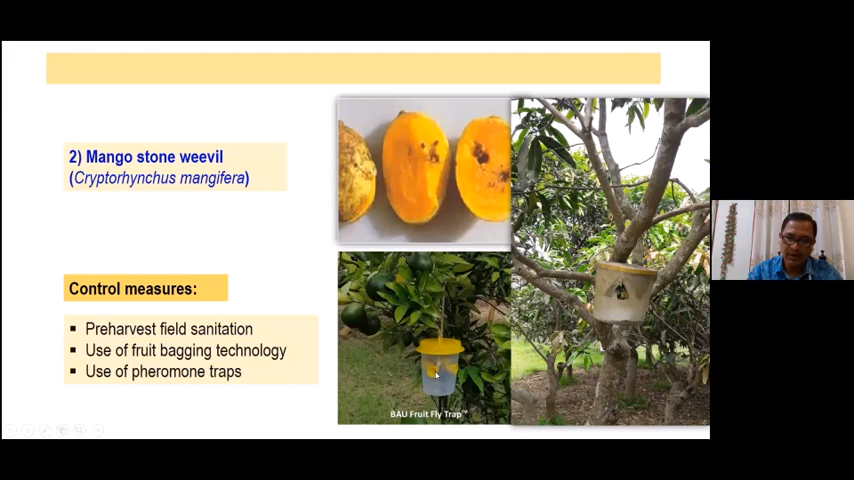 2) Mango stone weevil
(Cryptorhynchus mangifera)
Control measures:
▪ Preharvest field sanitation
▪ Use of fruit bagging technology
▪ Use of pheromone traps
BAU Fruit Fly Trap™